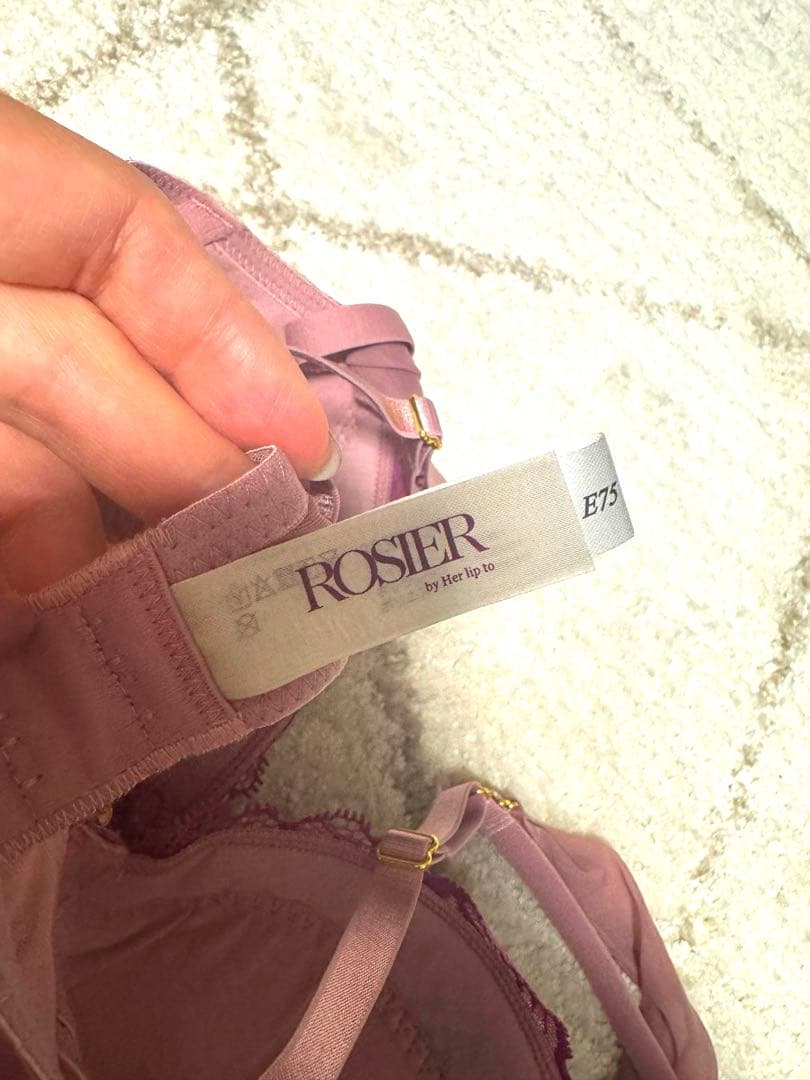 ROSIER
by Her lip to
E75